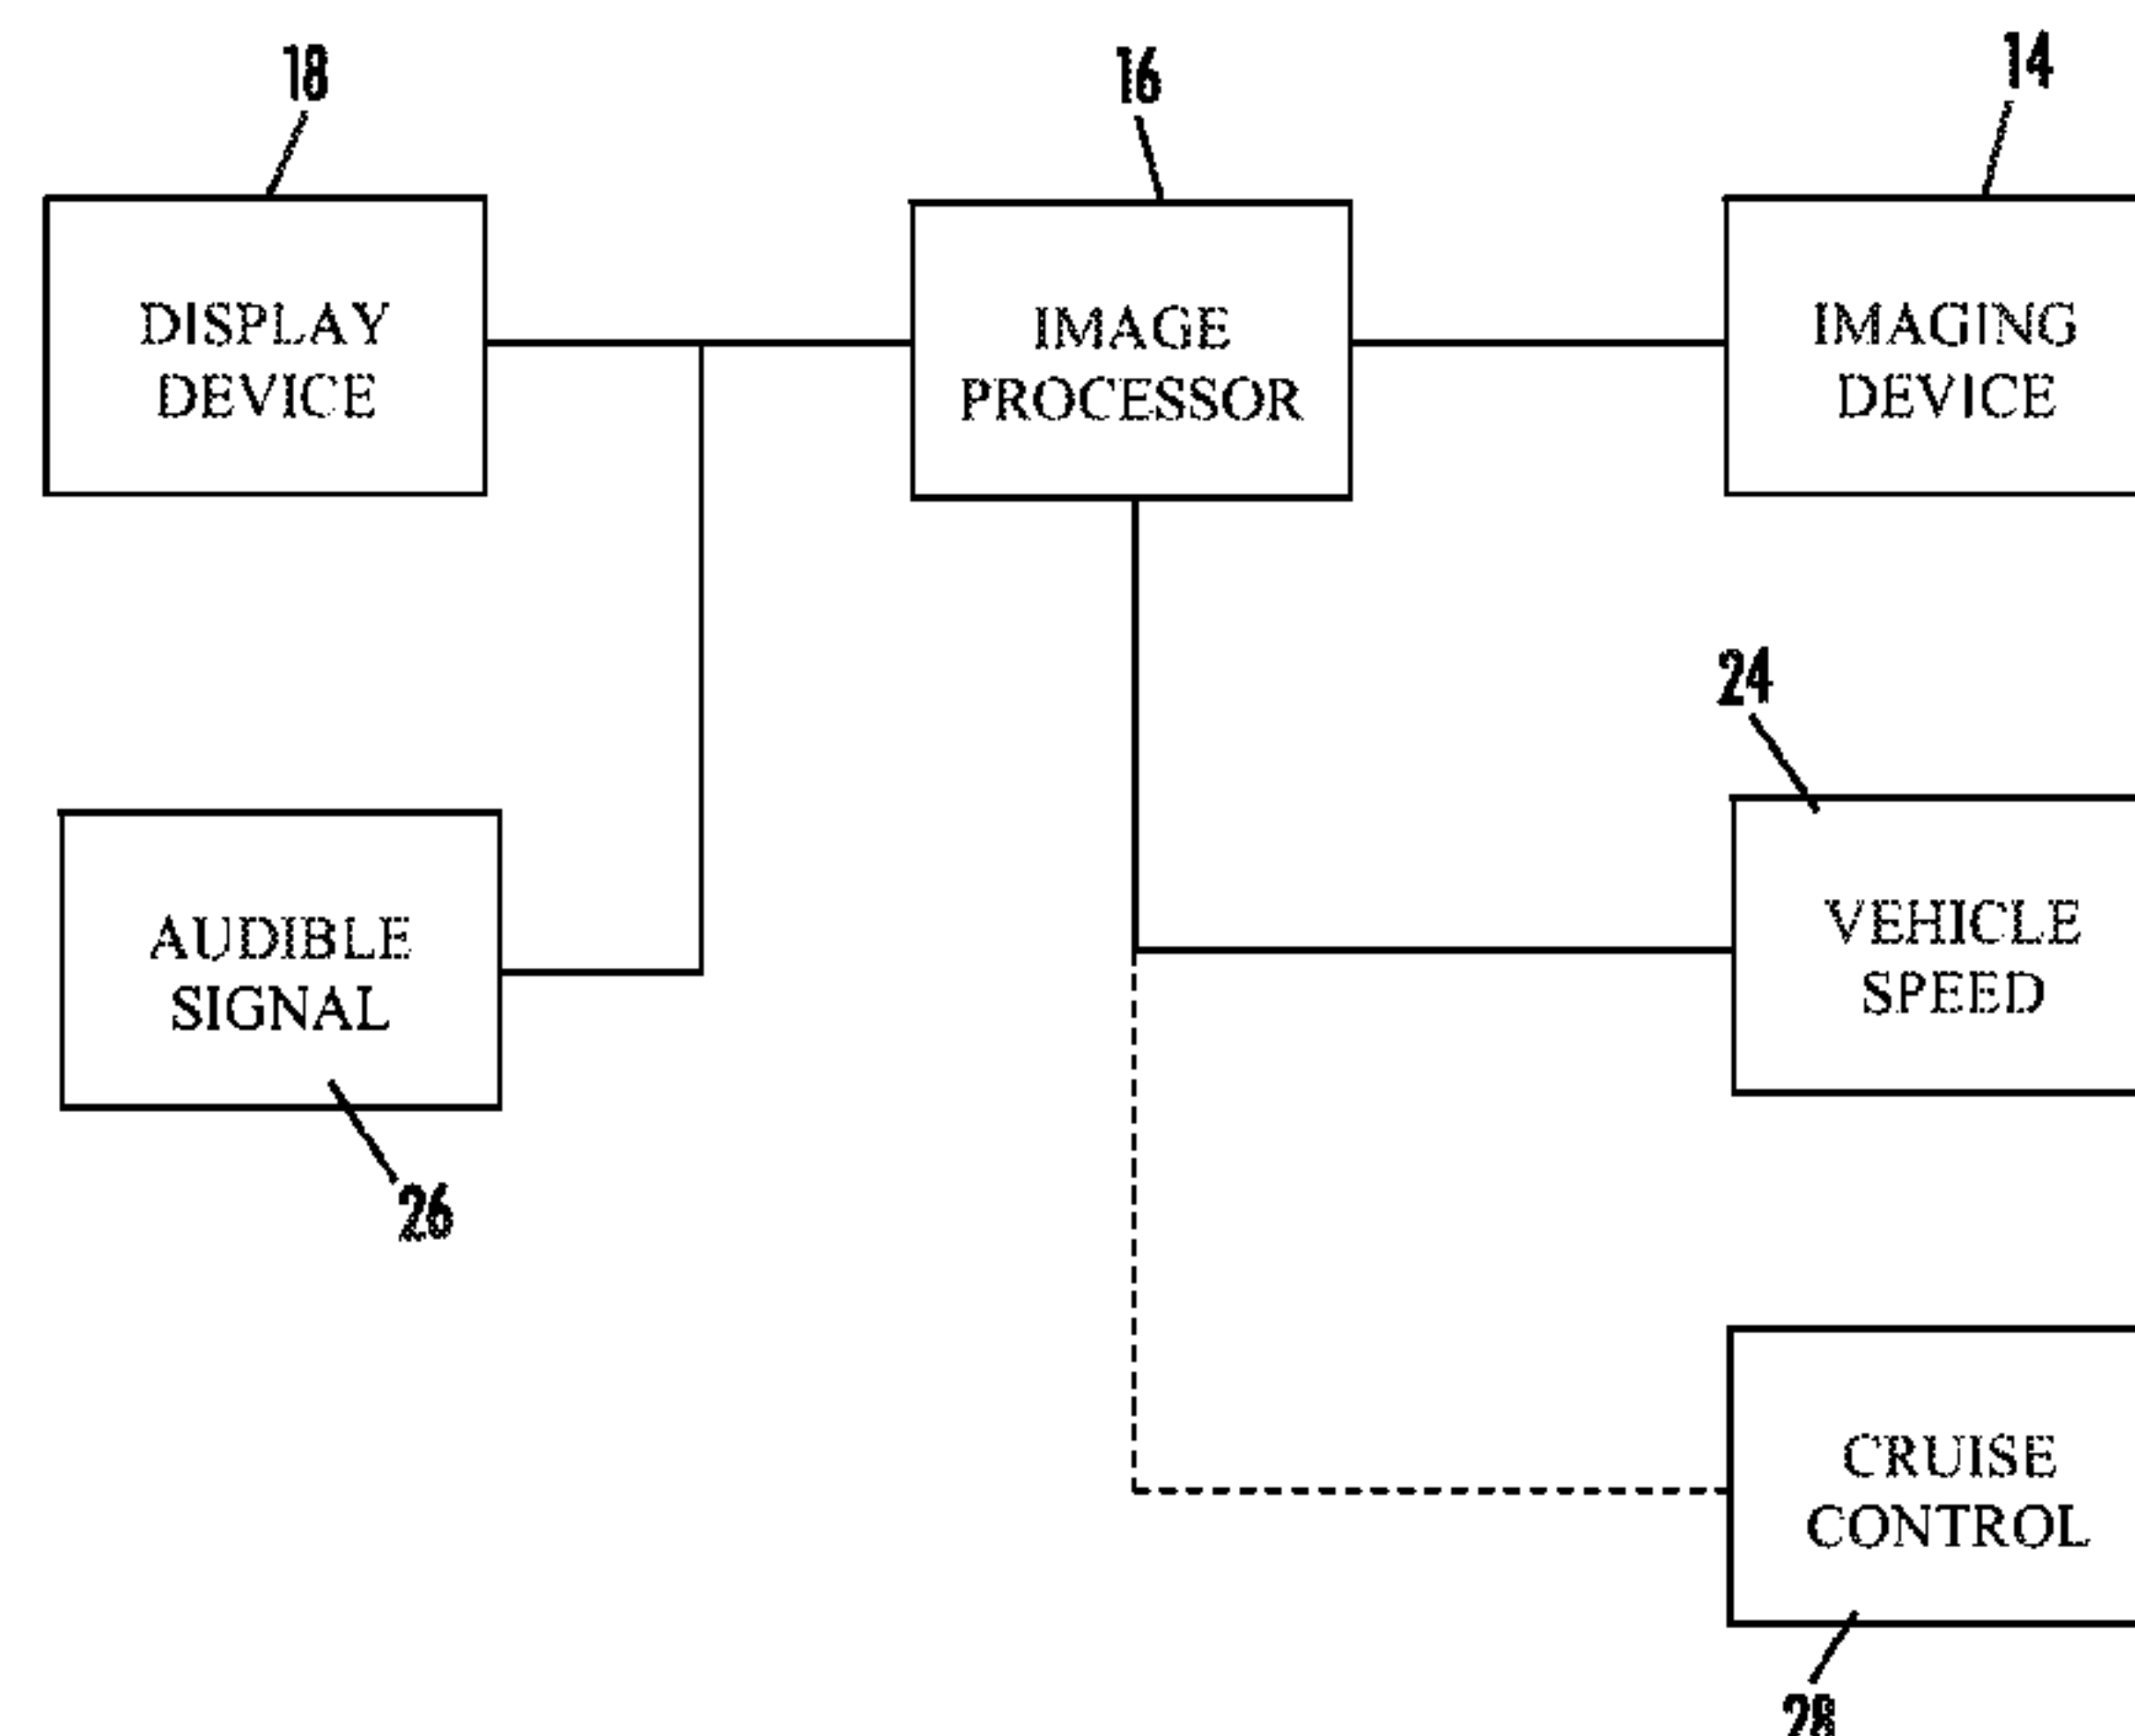 18
16
14
DISPLAY
DEVICE
IMAGE
PROCESSOR
IMAGING
DEVICE
24
AUDIBLE
SIGNAL
VEHICLE
SPEED
26
CRUISE
CONTROL
28